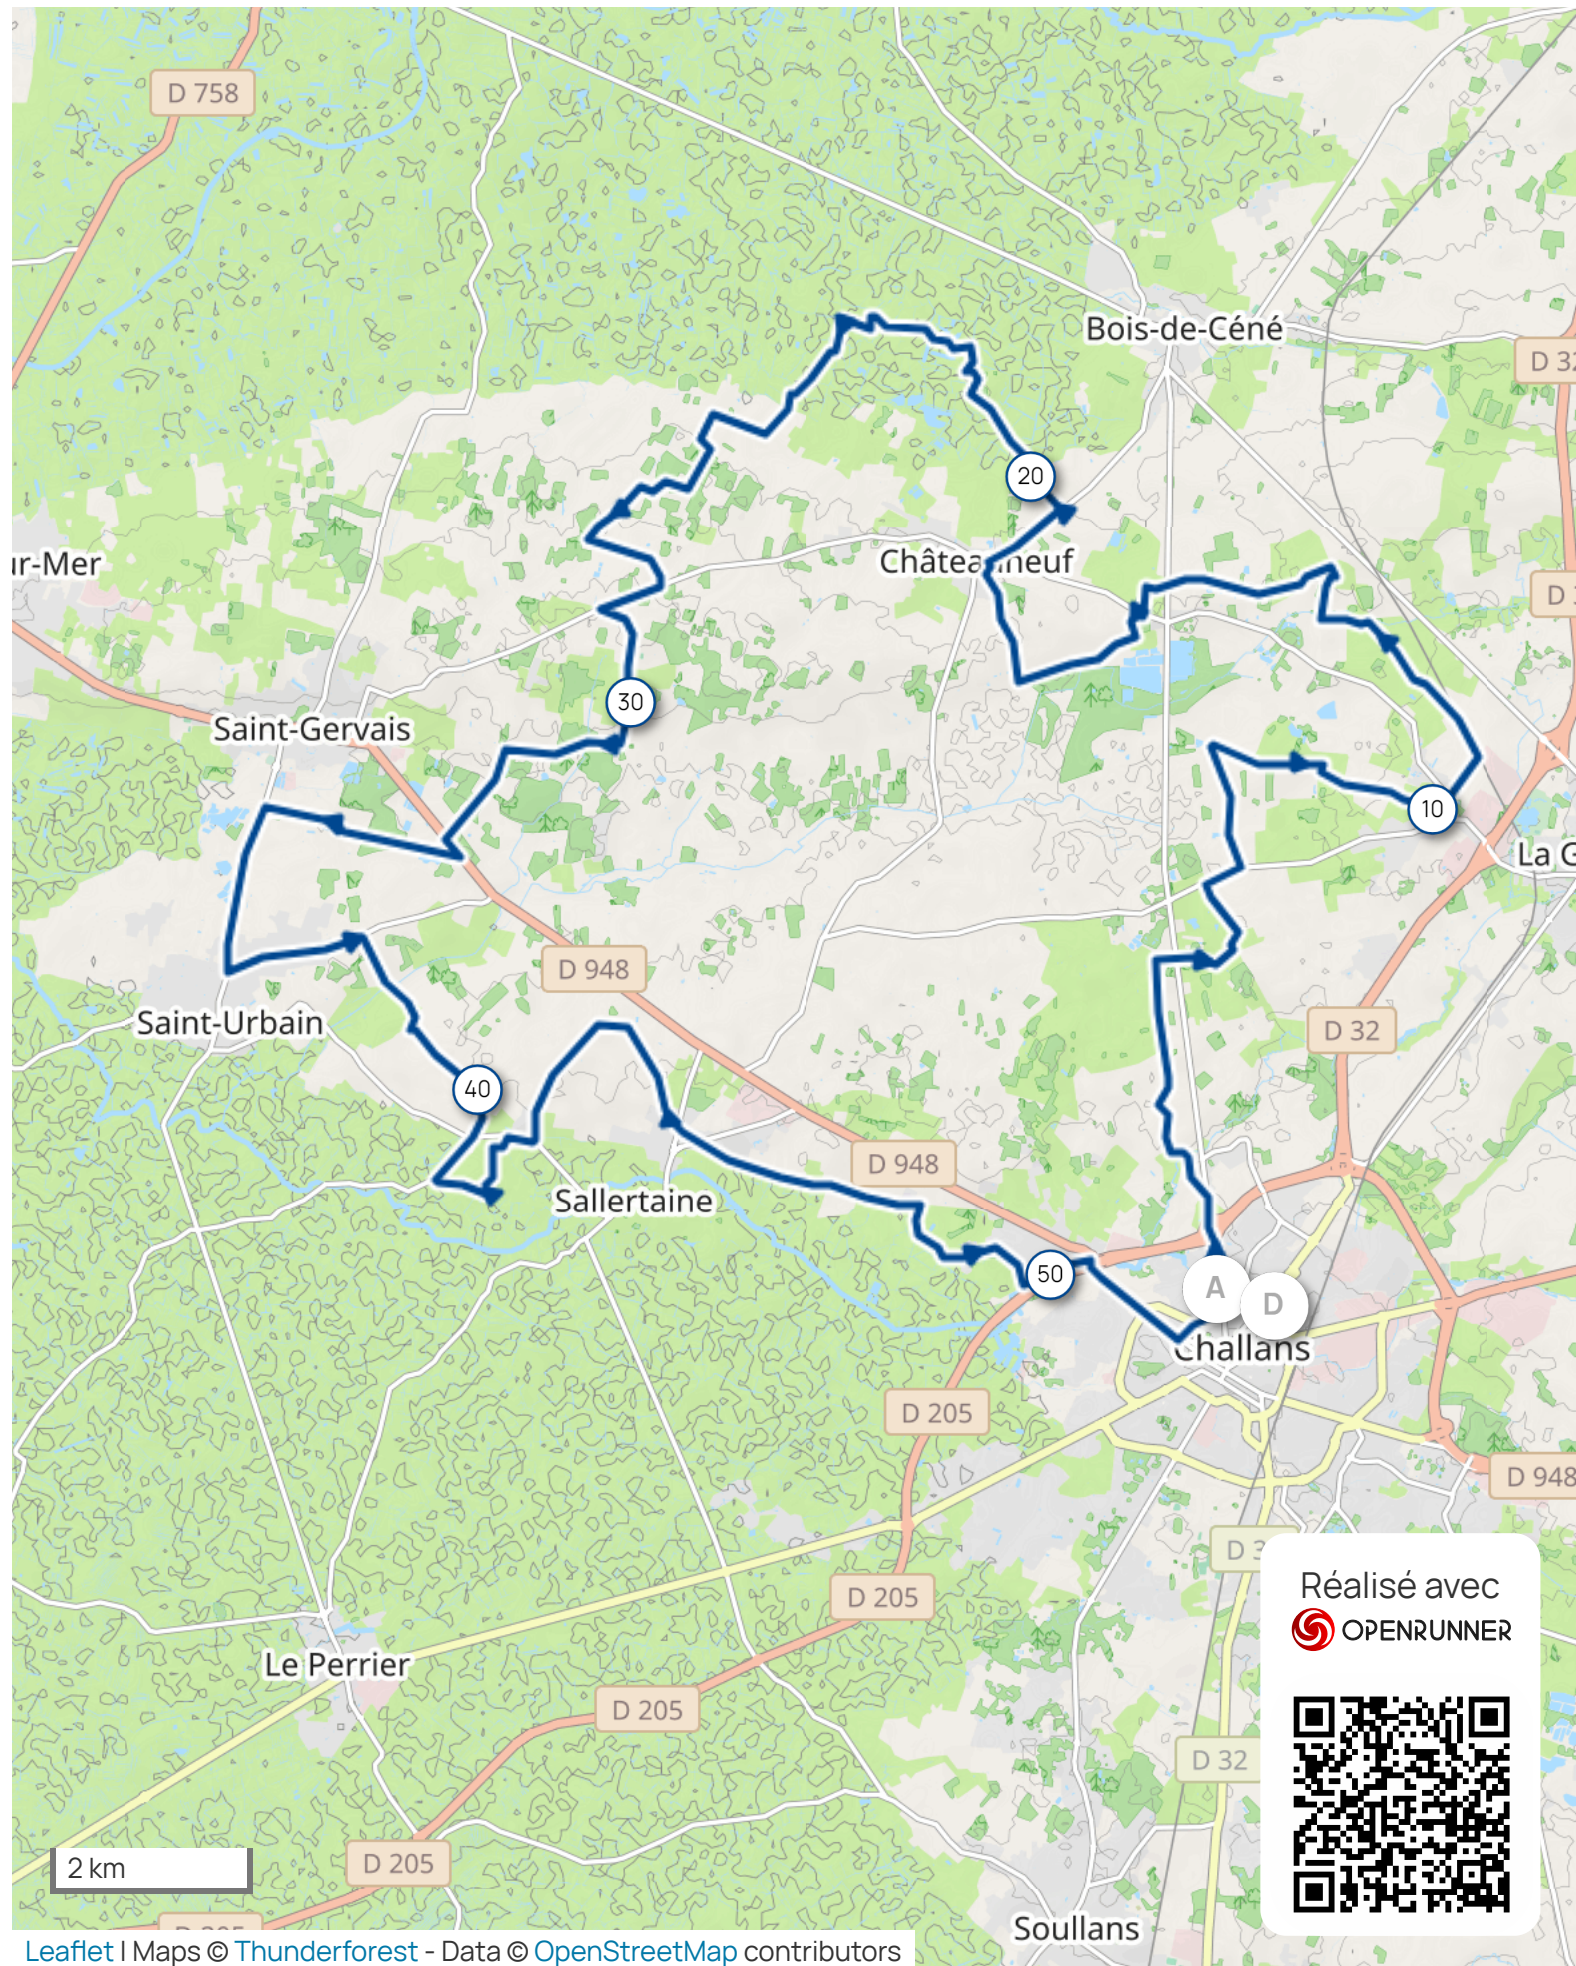 D 758
Bois-de-Céné
D 32
20
ur-Mer
D
30
Saint-Gervais
10
La G
D 948
Saint-Urbain
D 32
40
D 948
Sallertaine
50
A
D
Challans
D 205
D 948
D 3
Réalisé avec
OPENRUNNER
D 205
Le Perrier
D 205
D 32
2 km
D 205
Soullans
Leaflet | Maps © Thunderforest - Data © OpenStreetMap contributors